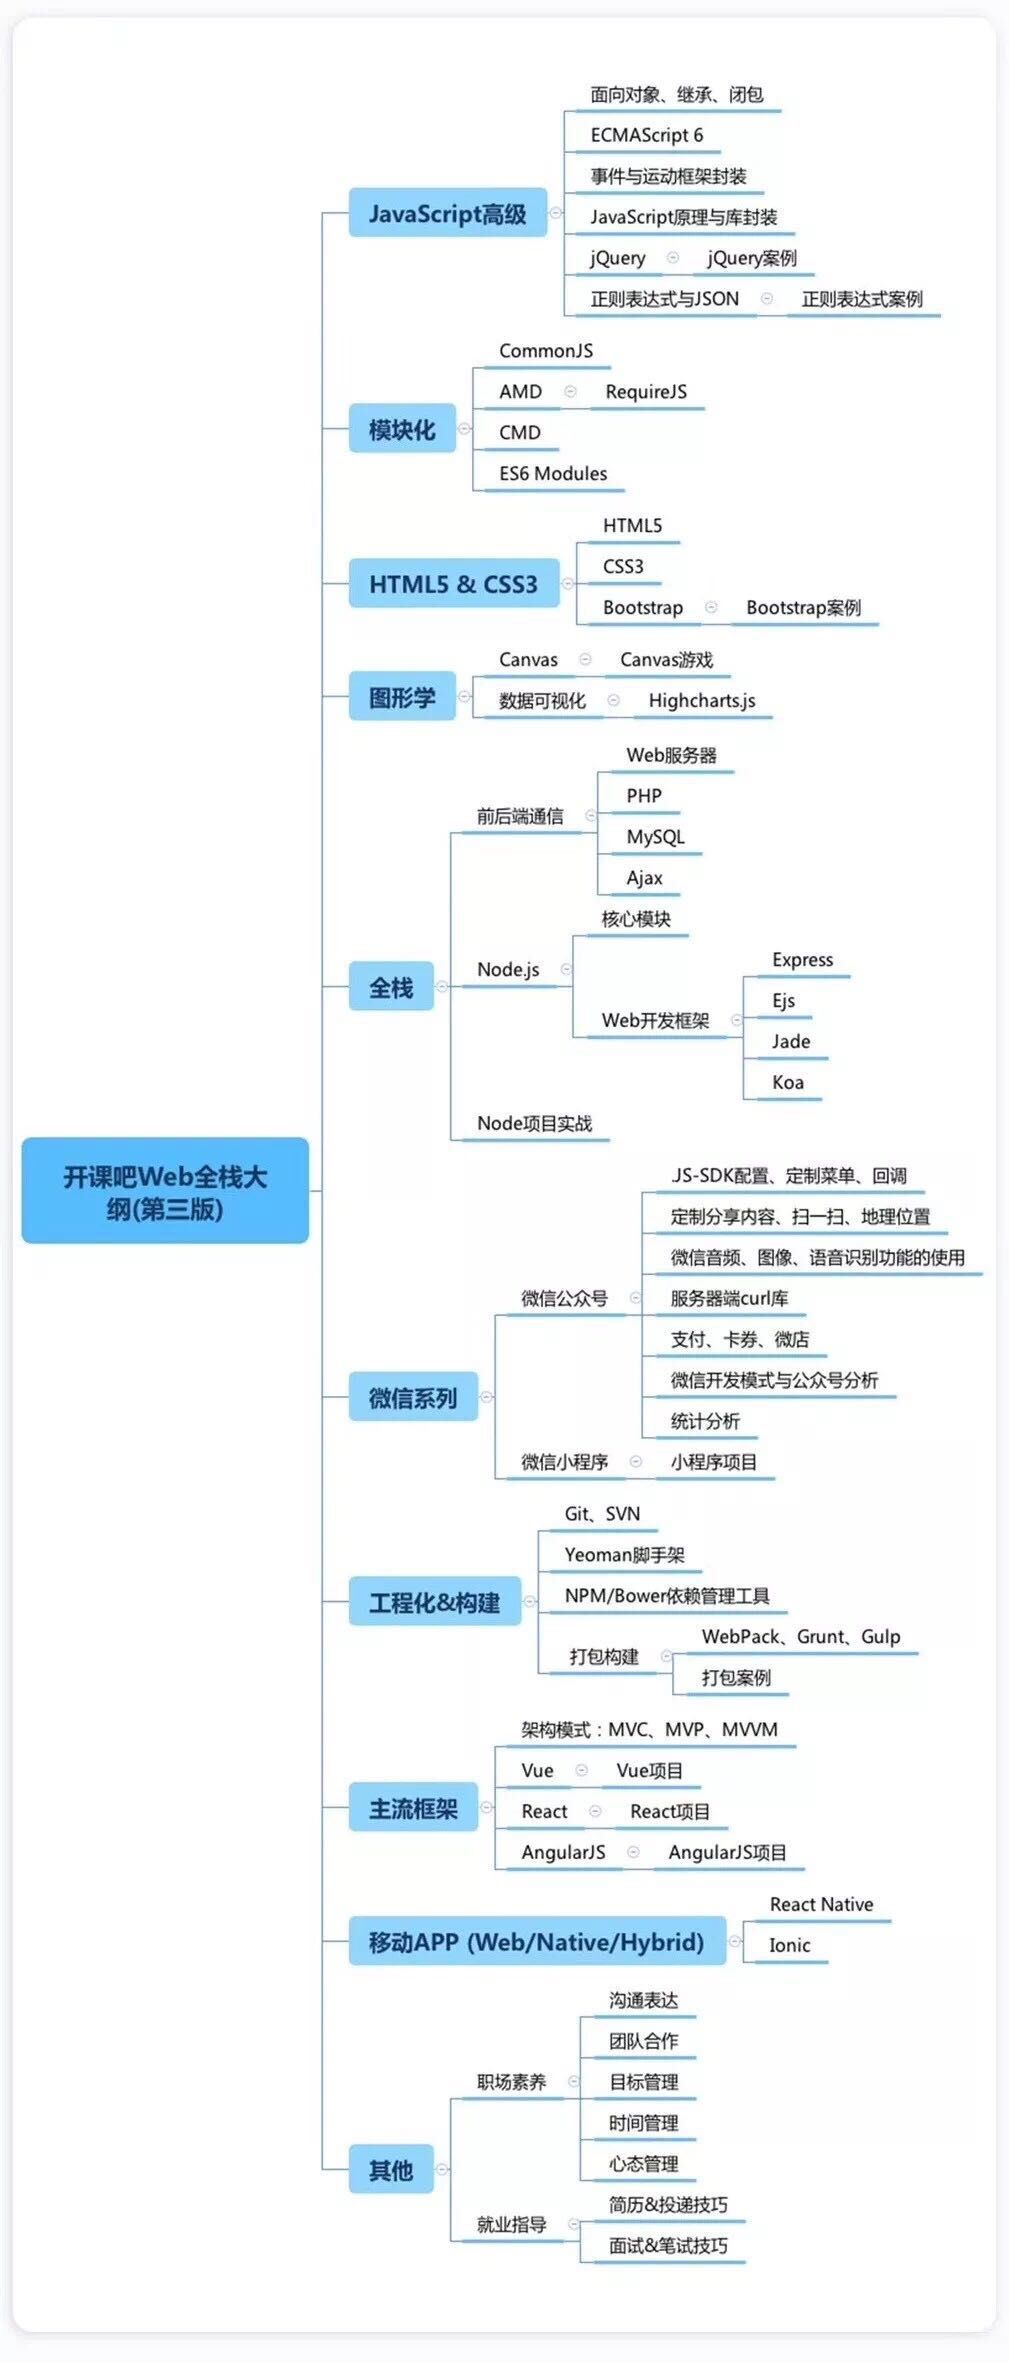 面向对象、继承、闭包
ECMAScript 6
事件与运动框架封装
JavaScript高级
JavaScript原理与库封装
jQuery
jQuery案例
正则表达式与JSON
正则表达式案例
CommonJS
AMD
RequireJS
模块化
CMD
ES6 Modules
HTML5
HTML5 & CSS3
CSS3
Bootstrap
Bootstrap案例
Canvas
Canvas游戏
图形学
数据可视化
Highcharts.js
Web服务器
前后端通信
PHP
MySQL
Ajax
核心模块
全栈
Node.js
Express
Ejs
Web开发框架
Jade
Koa
Node项目实战
开课吧Web全栈大
纲(第三版)
JS-SDK配置、定制菜单、回调
定制分享内容、扫一扫、地理位置
微信音频、图像、语音识别功能的使用
微信公众号
服务器端curl库
支付、卡券、微店
微信系列
微信开发模式与公众号分析
统计分析
微信小程序
小程序项目
Git、SVN
Yeoman脚手架
工程化&构建
NPM/Bower依赖管理工具
打包构建
WebPack、Grunt、Gulp
打包案例
架构模式：MVC、MVP、MVVM
Vue
Vue项目
主流框架
React
React项目
AngularJS
AngularJS项目
移动APP (Web/Native/Hybrid)
React Native
Ionic
沟通表达
团队合作
职场素养
目标管理
时间管理
心态管理
其他
就业指导
简历&投递技巧
面试&笔试技巧